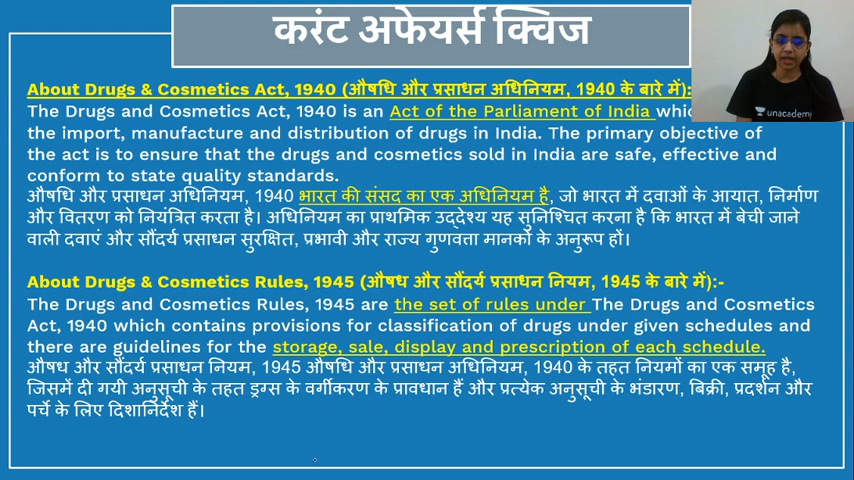 करंट अफेयर्स क्विज
About Drugs & Cosmetics Act, 1940 (औषधि और प्रसाधन अधिनियम, 1940 के बारे में):
The Drugs and Cosmetics Act, 1940 is an Act of the Parliament of India
the import, manufacture and distribution of drugs in India. The primary objective of
the act is to ensure that the drugs and cosmetics sold in India are safe, effective and
conform to state quality standards.
औषधि और प्रसाधन अधिनियम, 1940 भारत की संसद का एक अधिनियम है, जो भारत में दवाओं के आयात, निर्माण
और वितरण को नियंत्रित करता है। अधिनियम का प्राथमिक उद्देश्य यह सुनिश्चित करना है कि भारत में बेची जाने
वाली दवाएं और सौंदर्य प्रसाधन सुरक्षित, प्रभावी और राज्य गुणवत्ता मानकों के अनुरूप हों।
About Drugs & Cosmetics Rules, 1945 (औषध और सौंदर्य प्रसाधन नियम, 1945 के बारे में):-
The Drugs and Cosmetics Rules, 1945 are the set of rules under The Drugs and Cosmetics
Act, 1940 which contains provisions for classification of drugs under given schedules and
there are guidelines for the storage, sale, display and prescription of each schedule.
औषध और सौंदर्य प्रसाधन नियम, 1945 औषधि और प्रसाधन अधिनियम, 1940 के तहत नियमों का एक समूह है,
जिसमें दी गयी अनुसूची के तहत ड्रग्स के वर्गीकरण के प्रावधान हैं और प्रत्येक अनुसूची के भंडारण, बिक्री, प्रदर्शन और
पर्चे के लिए दिशानिर्देश हैं।
unacademy